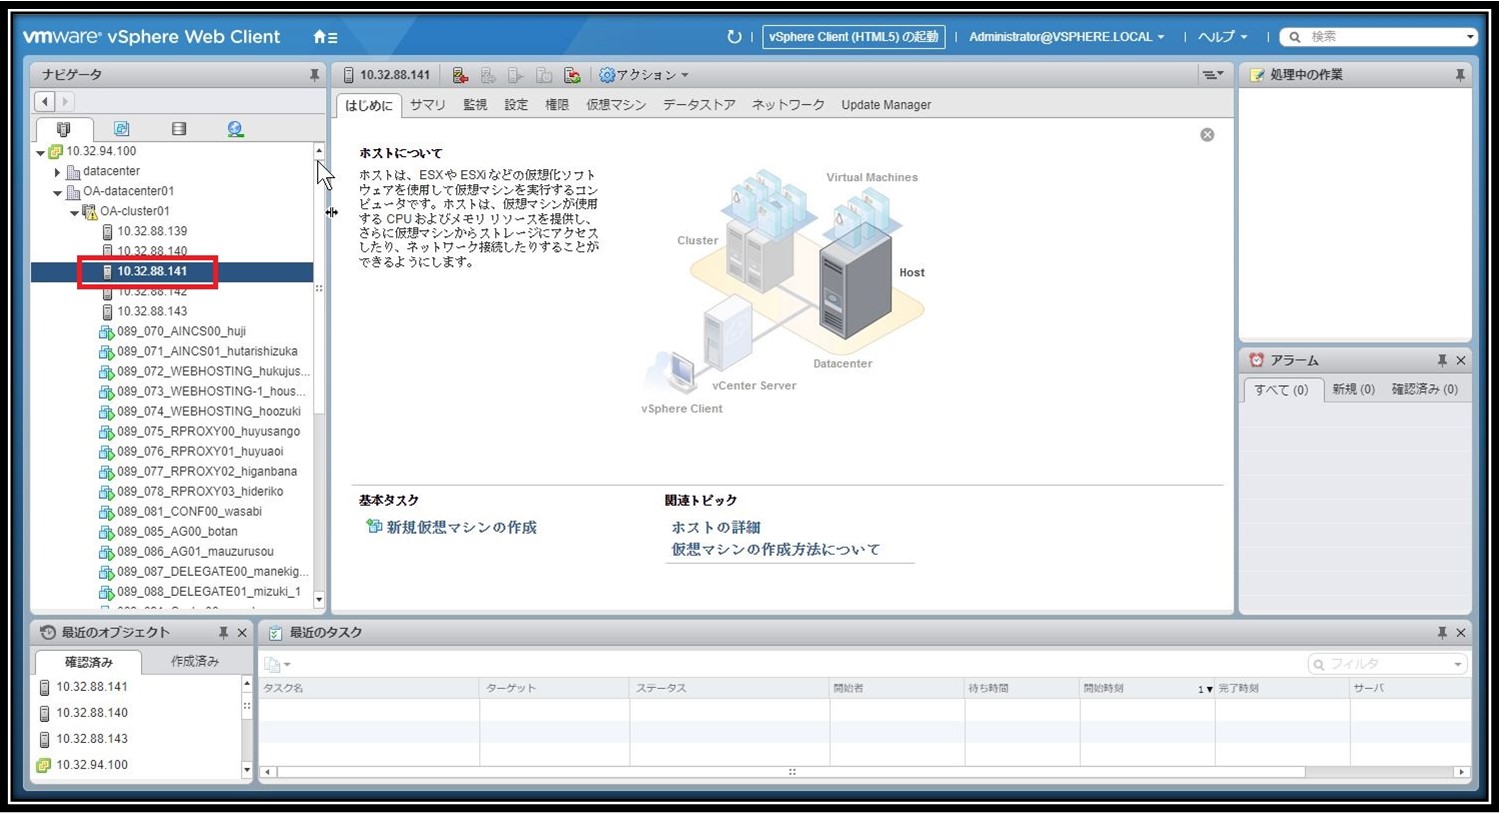 vmware® vSphere Web Client
vSphere Client (HTML5) の起動
Administrator@VSPHERE.LOCAL
ヘルプ
検索
ナビゲータ
10.32.94.100
datacenter
OA-datacenter01
OA-cluster01
10.32.88.139
10.32.88.140
10.32.88.141
10.32.88.142
10.32.88.143
089_070_AINCS00_huji
089_071_AINCS01_hutarishizuka
089_072_WEBHOSTING_hukujus...
089_073_WEBHOSTING-1_hous...
089_074_WEBHOSTING_hoozuki
089_075_RPROXY00_huyusango
089_076_RPROXY01_huyuaoi
089_077_RPROXY02_higanbana
089_078_RPROXY03_hideriko
089_081_CONF00_wasabi
089_085_AG00_botan
089_086_AG01_mauzurusou
089_087_DELEGATE00_manekig...
089_088_DELEGATE01_mizuki_1
10.32.88.141
アクション
はじめに サマリ 監視 設定 権限 仮想マシン データストア ネットワーク Update Manager
ホストについて
ホストは、ESX や ESXi などの仮想化ソフト
ウェアを使用して仮想マシンを実行するコン
ピュータです。ホストは、仮想マシンが使用
する CPU およびメモリ リソースを提供し、
さらに仮想マシンからストレージにアクセス
したり、ネットワーク接続したりすることが
できるようにします。
Virtual Machines
Cluster
Host
Datacenter
vCenter Server
vSphere Client
基本タスク
新規仮想マシンの作成
関連トピック
ホストの詳細
仮想マシンの作成方法について
処理中の作業
アラーム
すべて (0) 新規 (0) 確認済み (0)
最近のオブジェクト
確認済み 作成済み
10.32.88.141
10.32.88.140
10.32.88.143
10.32.94.100
最近のタスク
フィルタ
タスク名 ターゲット ステータス 開始者 待ち時間 開始時刻 1▼ 完了時刻 サーバ